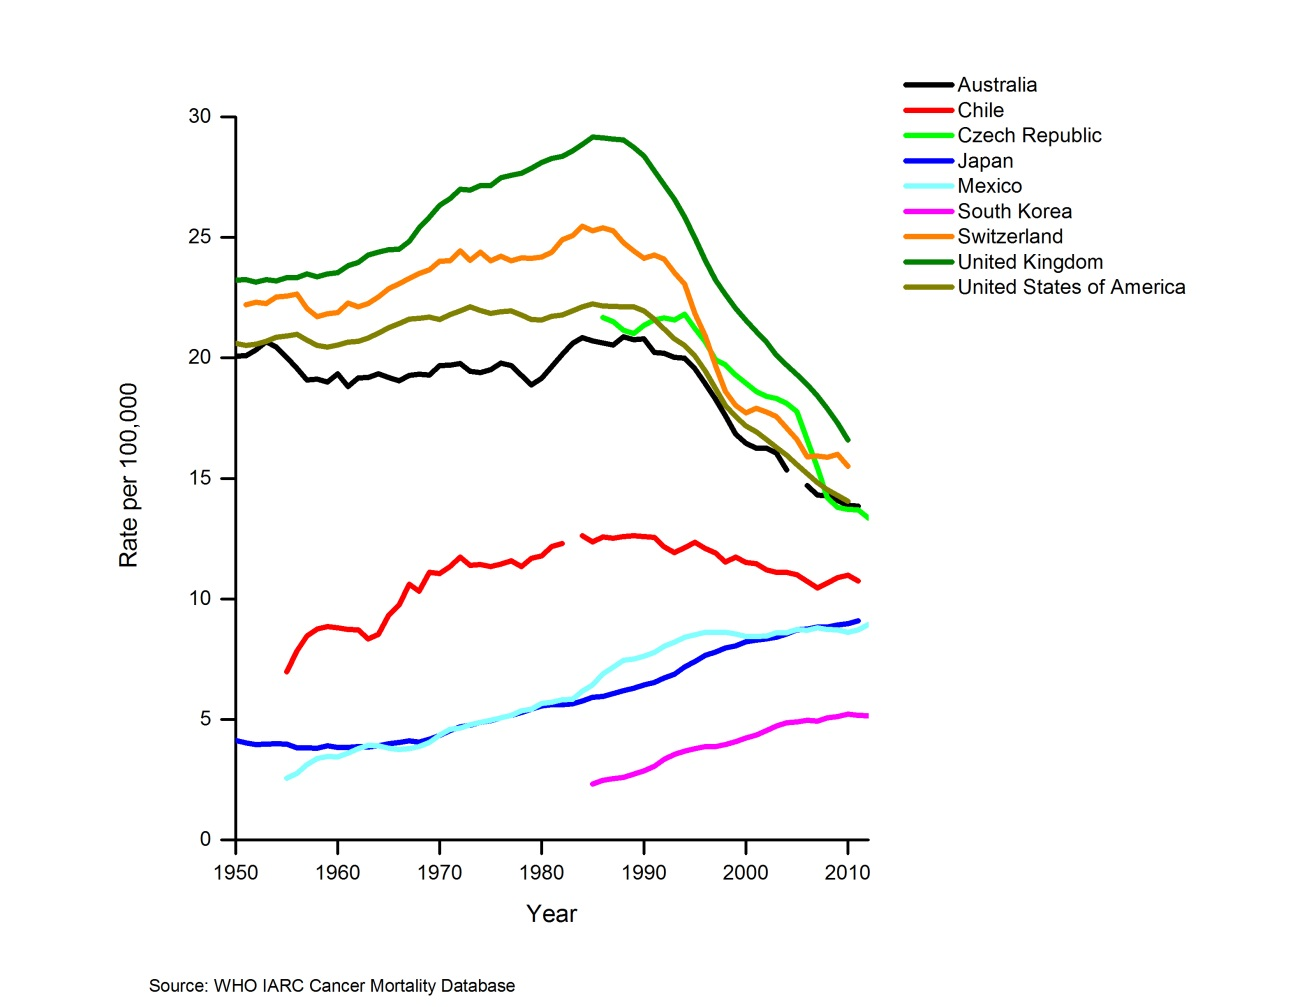 Australia
Chile
Czech Republic
Japan
Mexico
South Korea
Switzerland
United Kingdom
United States of America
30
25
20
15
10
5
0
Rate per 100,000
1950 1960 1970 1980 1990 2000 2010
Year
Source: WHO IARC Cancer Mortality Database